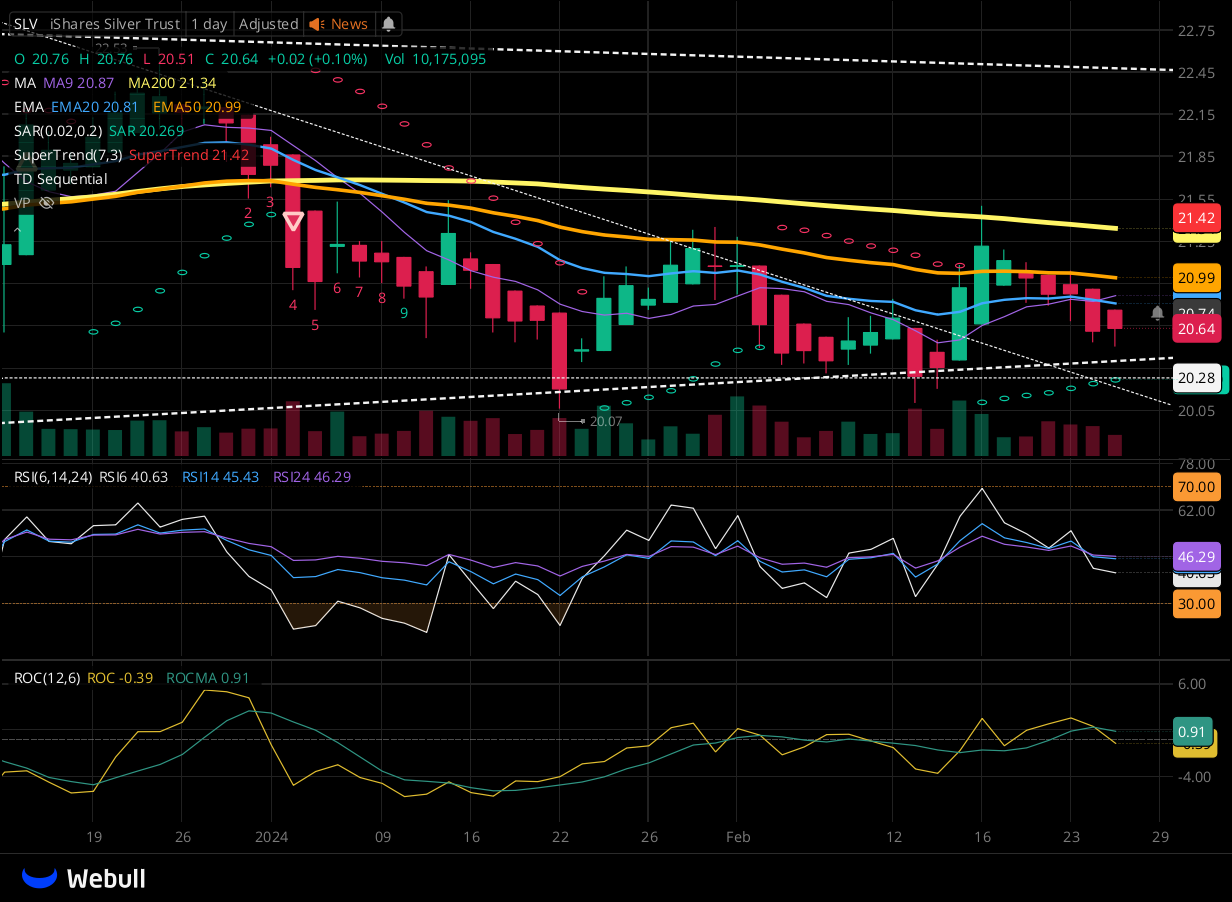 SLV iShares Silver Trust 1 day Adjusted News
22.75
O 20.76 H 20.76 L 20.51 C 20.64 +0.02 (+0.10%) Vol 10,175,095
22.45
MA MA9 20.87 MA200 21.34
EMA EMA20 20.81 EMA50 20.99
22.15
SAR(0.02,0.2) SAR 20.269
SuperTrend(7,3) SuperTrend 21.42
21.85
TD Sequential
VP
21.55
2 3
21.42
4 5 6 7 8 9
20.99
20.74
20.64
20.28
20.05
20.07
78.00
RSI(6,14,24) RSI6 40.63 RSI14 45.43 RSI24 46.29
70.00
62.00
46.29
30.00
ROC(12,6) ROC -0.39 ROCMA 0.91
6.00
0.91
-4.00
19 26 2024 09 16 22 26 Feb 12 16 23 29
Webull